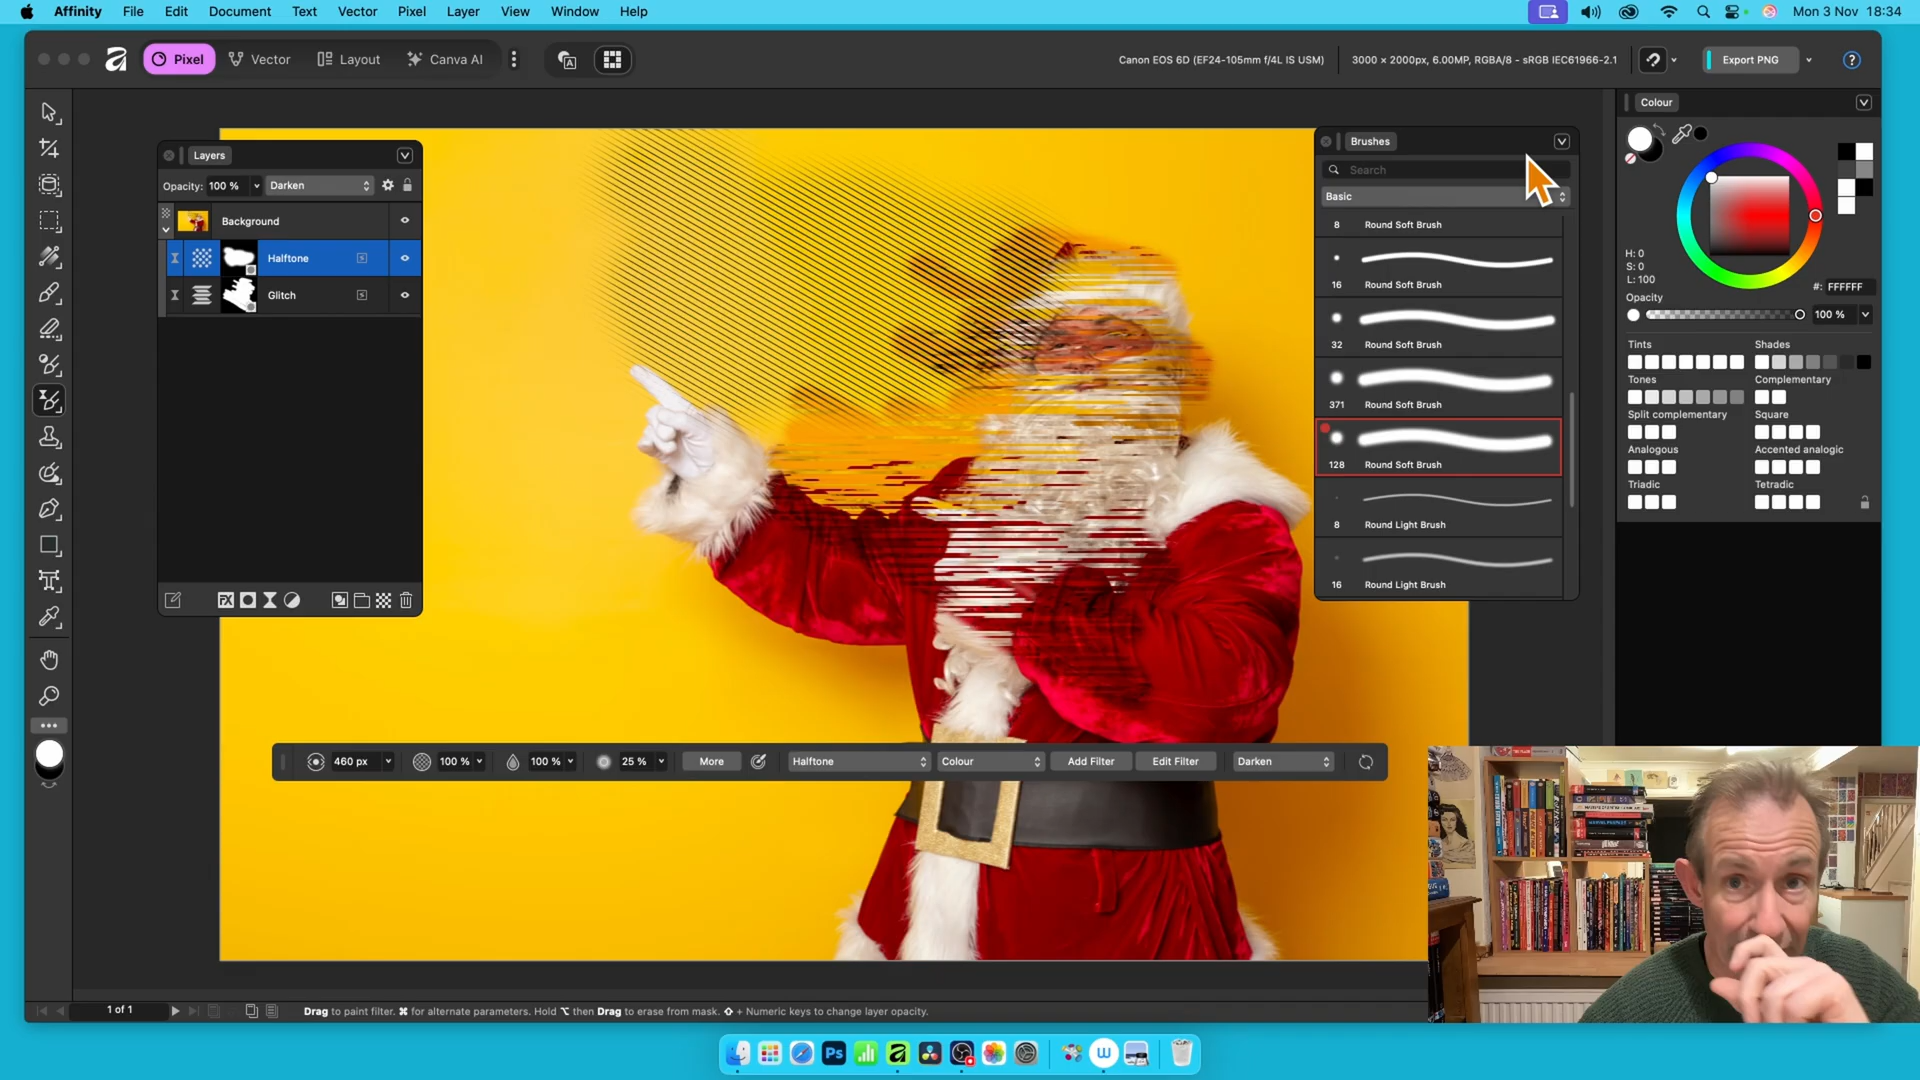 Affinity File Edit Document Text Vector Pixel Layer View Window Help Mon 3 Nov 18:34
Pixel Vector Layout Canva AI Canon EOS 6D (EF24-105mm f/4L IS USM) 3000 × 2000px, 6.00MP, RGBA/8 - sRGB IEC61966-2.1 Export PNG ?
Layers
Opacity: 100 % Darken
Background
Halftone
Glitch
Brushes
Search
Basic
8 Round Soft Brush
16 Round Soft Brush
32 Round Soft Brush
371 Round Soft Brush
128 Round Soft Brush
8 Round Light Brush
16 Round Light Brush
Colour
H: 0
S: 0
L: 100
#: FFFFFF
Opacity
100 %
Tints Shades
Tones Complementary
Split complementary Square
Analogous Accented analogic
Triadic Tetradic
460 px 100 % 100 % 25 % More Halftone Colour Add Filter Edit Filter Darken
1 of 1 Drag to paint filter. ⌘ for alternate parameters. Hold ⌥ then Drag to erase from mask. ⇧ + Numeric keys to change layer opacity.
Ps